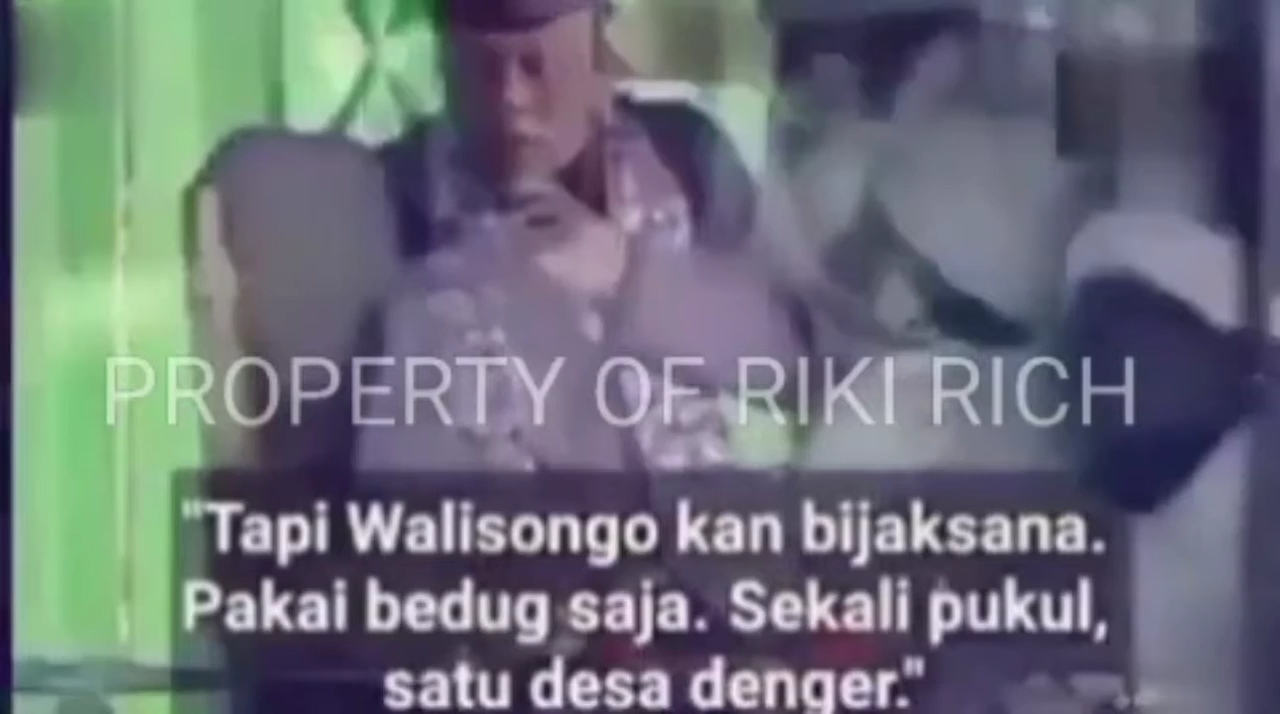 PROPERTY OF RIKI RICH
"Tapi Walisongo kan bijaksana.
Pakai bedug saja. Sekali pukul,
satu desa denger."